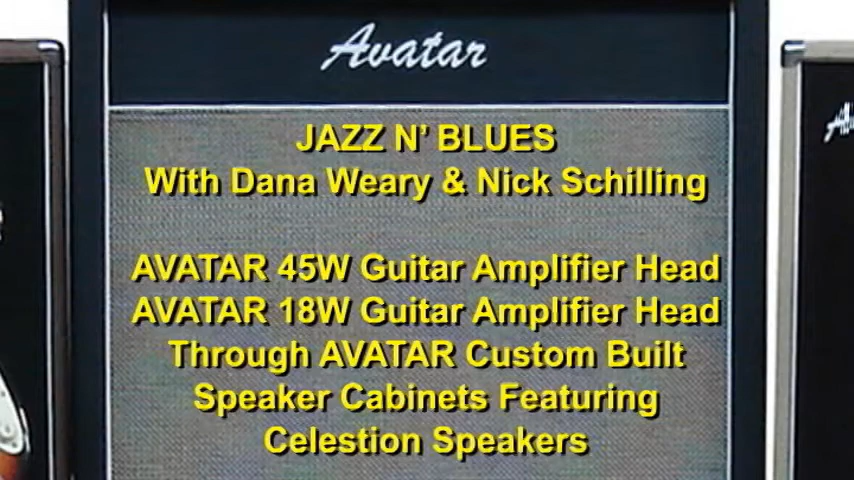 Avatar
JAZZ N’ BLUES
With Dana Weary & Nick Schilling
AVATAR 45W Guitar Amplifier Head
AVATAR 18W Guitar Amplifier Head
Through AVATAR Custom Built
Speaker Cabinets Featuring
Celestion Speakers